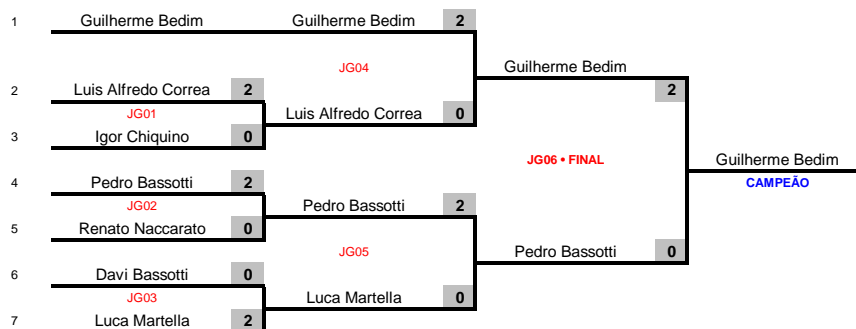 1 Guilherme Bedim Guilherme Bedim 2
JG04 Guilherme Bedim
2 Luis Alfredo Correa 2 2
JG01 Luis Alfredo Correa 0
3 Igor Chiquino 0
JG06 • FINAL Guilherme Bedim
4 Pedro Bassotti 2 CAMPEÃO
JG02 Pedro Bassotti 2
5 Renato Naccarato 0
JG05 Pedro Bassotti 0
6 Davi Bassotti 0
JG03 Luca Martella 0
7 Luca Martella 2